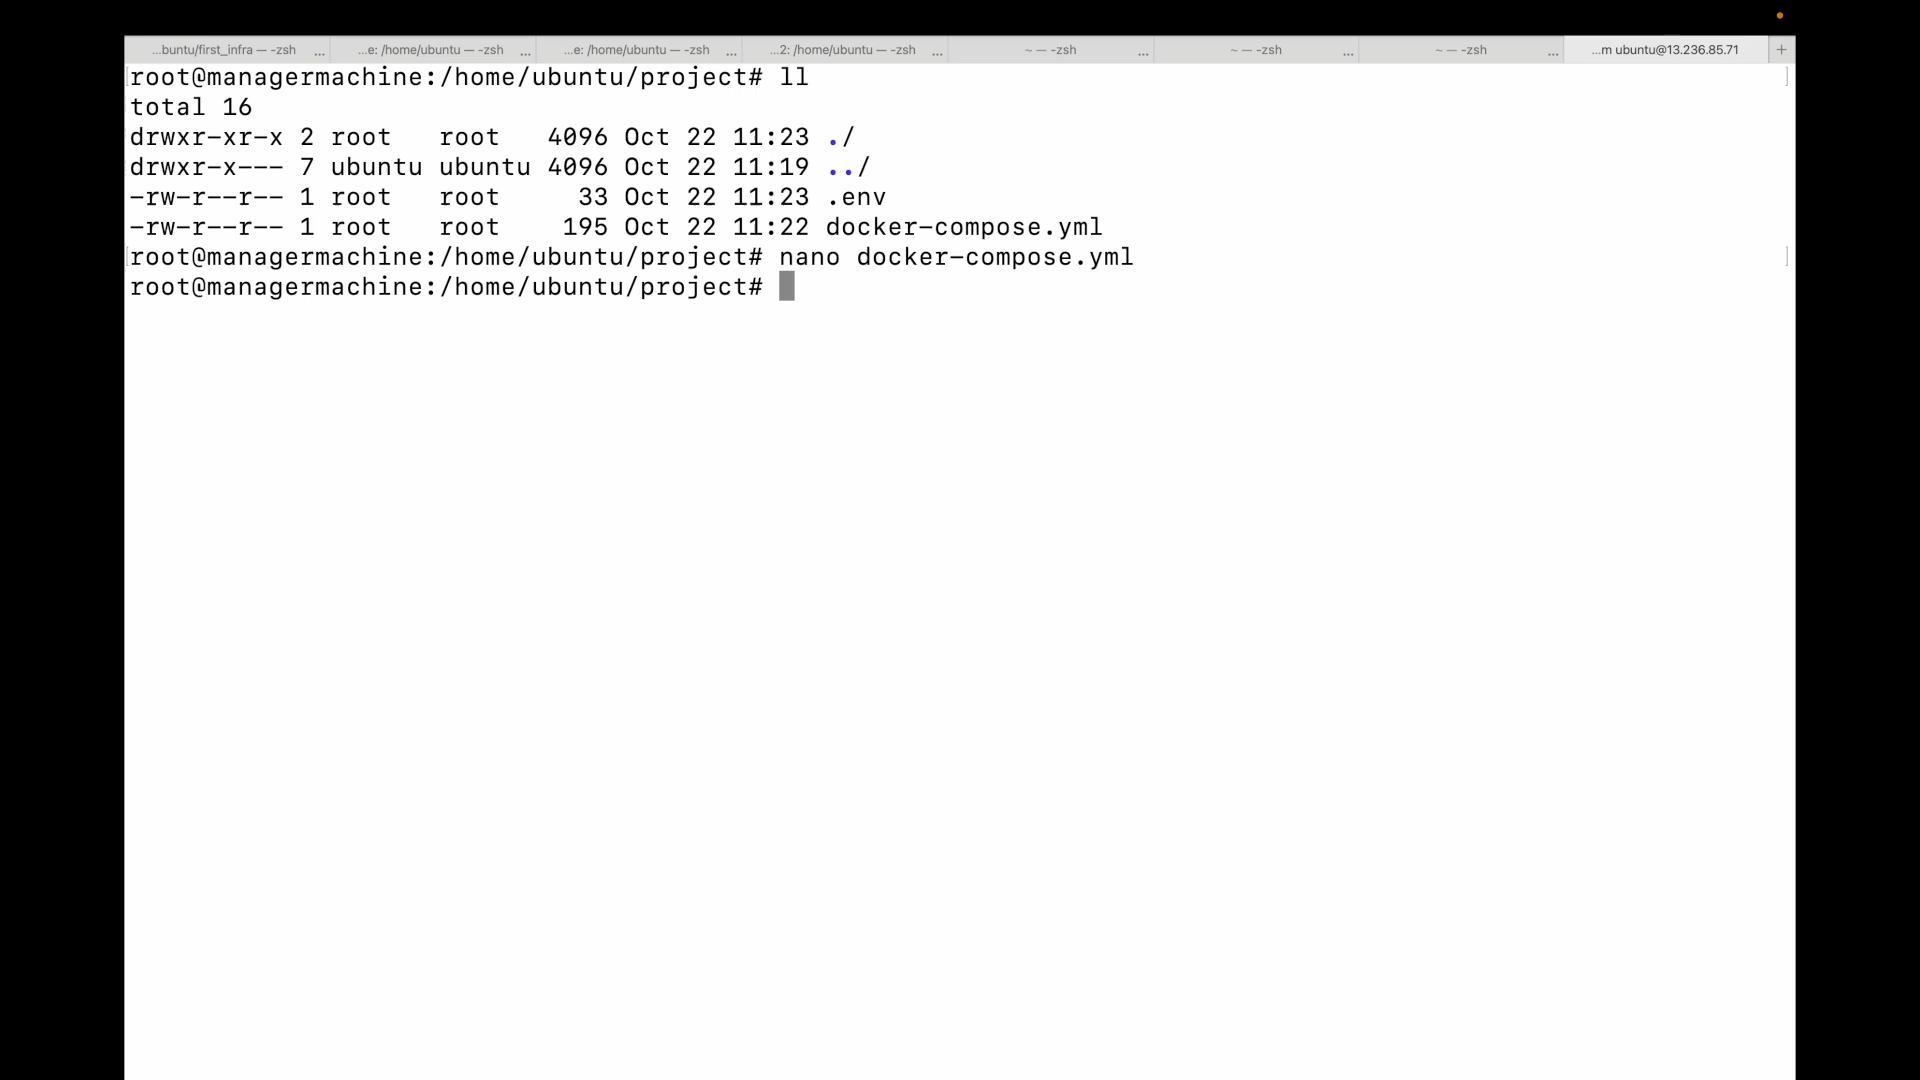 ...buntu/first_infra — -zsh ... ...e: /home/ubuntu — -zsh ... ...e: /home/ubuntu — -zsh ... ...2: /home/ubuntu — -zsh ... ~ — -zsh ... ~ — -zsh ... ~ — -zsh ... ...m ubuntu@13.236.85.71 +
[root@managermachine:/home/ubuntu/project# ll ]
total 16
drwxr-xr-x 2 root   root   4096 Oct 22 11:23 ./
drwxr-x--- 7 ubuntu ubuntu 4096 Oct 22 11:19 ../
-rw-r--r-- 1 root   root     33 Oct 22 11:23 .env
-rw-r--r-- 1 root   root    195 Oct 22 11:22 docker-compose.yml
[root@managermachine:/home/ubuntu/project# nano docker-compose.yml ]
root@managermachine:/home/ubuntu/project#